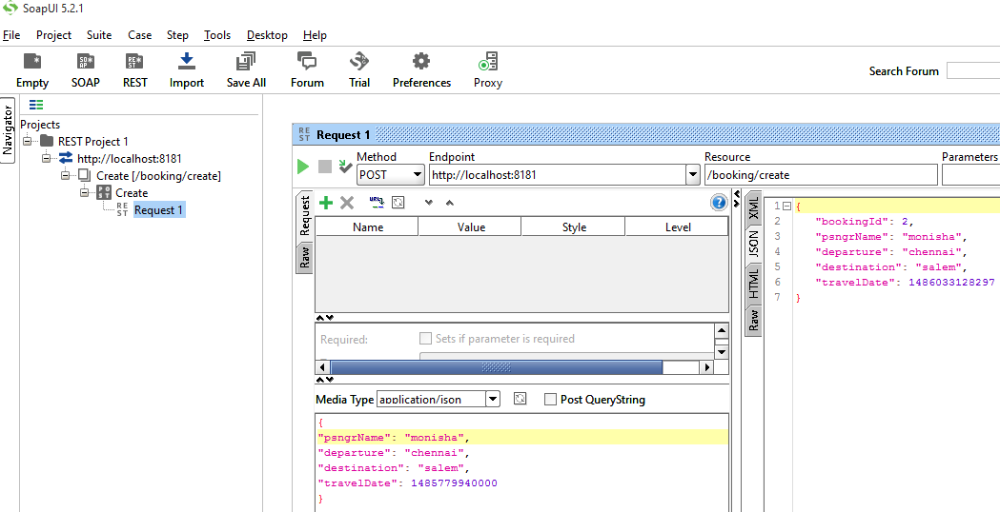 SoapUI 5.2.1
File Project Suite Case Step Tools Desktop Help
Empty SOAP REST Import Save All Forum Trial Preferences Proxy Search Forum
Navigator
Projects
REST Project 1
http://localhost:8181
Create [/booking/create]
Create
Request 1
Request 1
Method Endpoint Resource Parameters
POST http://localhost:8181 /booking/create
Request
Raw
Name Value Style Level
Required: Sets if parameter is required
Media Type application/json Post QueryString
{
"psngrName": "monisha",
"departure": "chennai",
"destination": "salem",
"travelDate": 1485779940000
}
XML
JSON
HTML
Raw
1 {
2 "bookingId": 2,
3 "psngrName": "monisha",
4 "departure": "chennai",
5 "destination": "salem",
6 "travelDate": 1486033128297
7 }